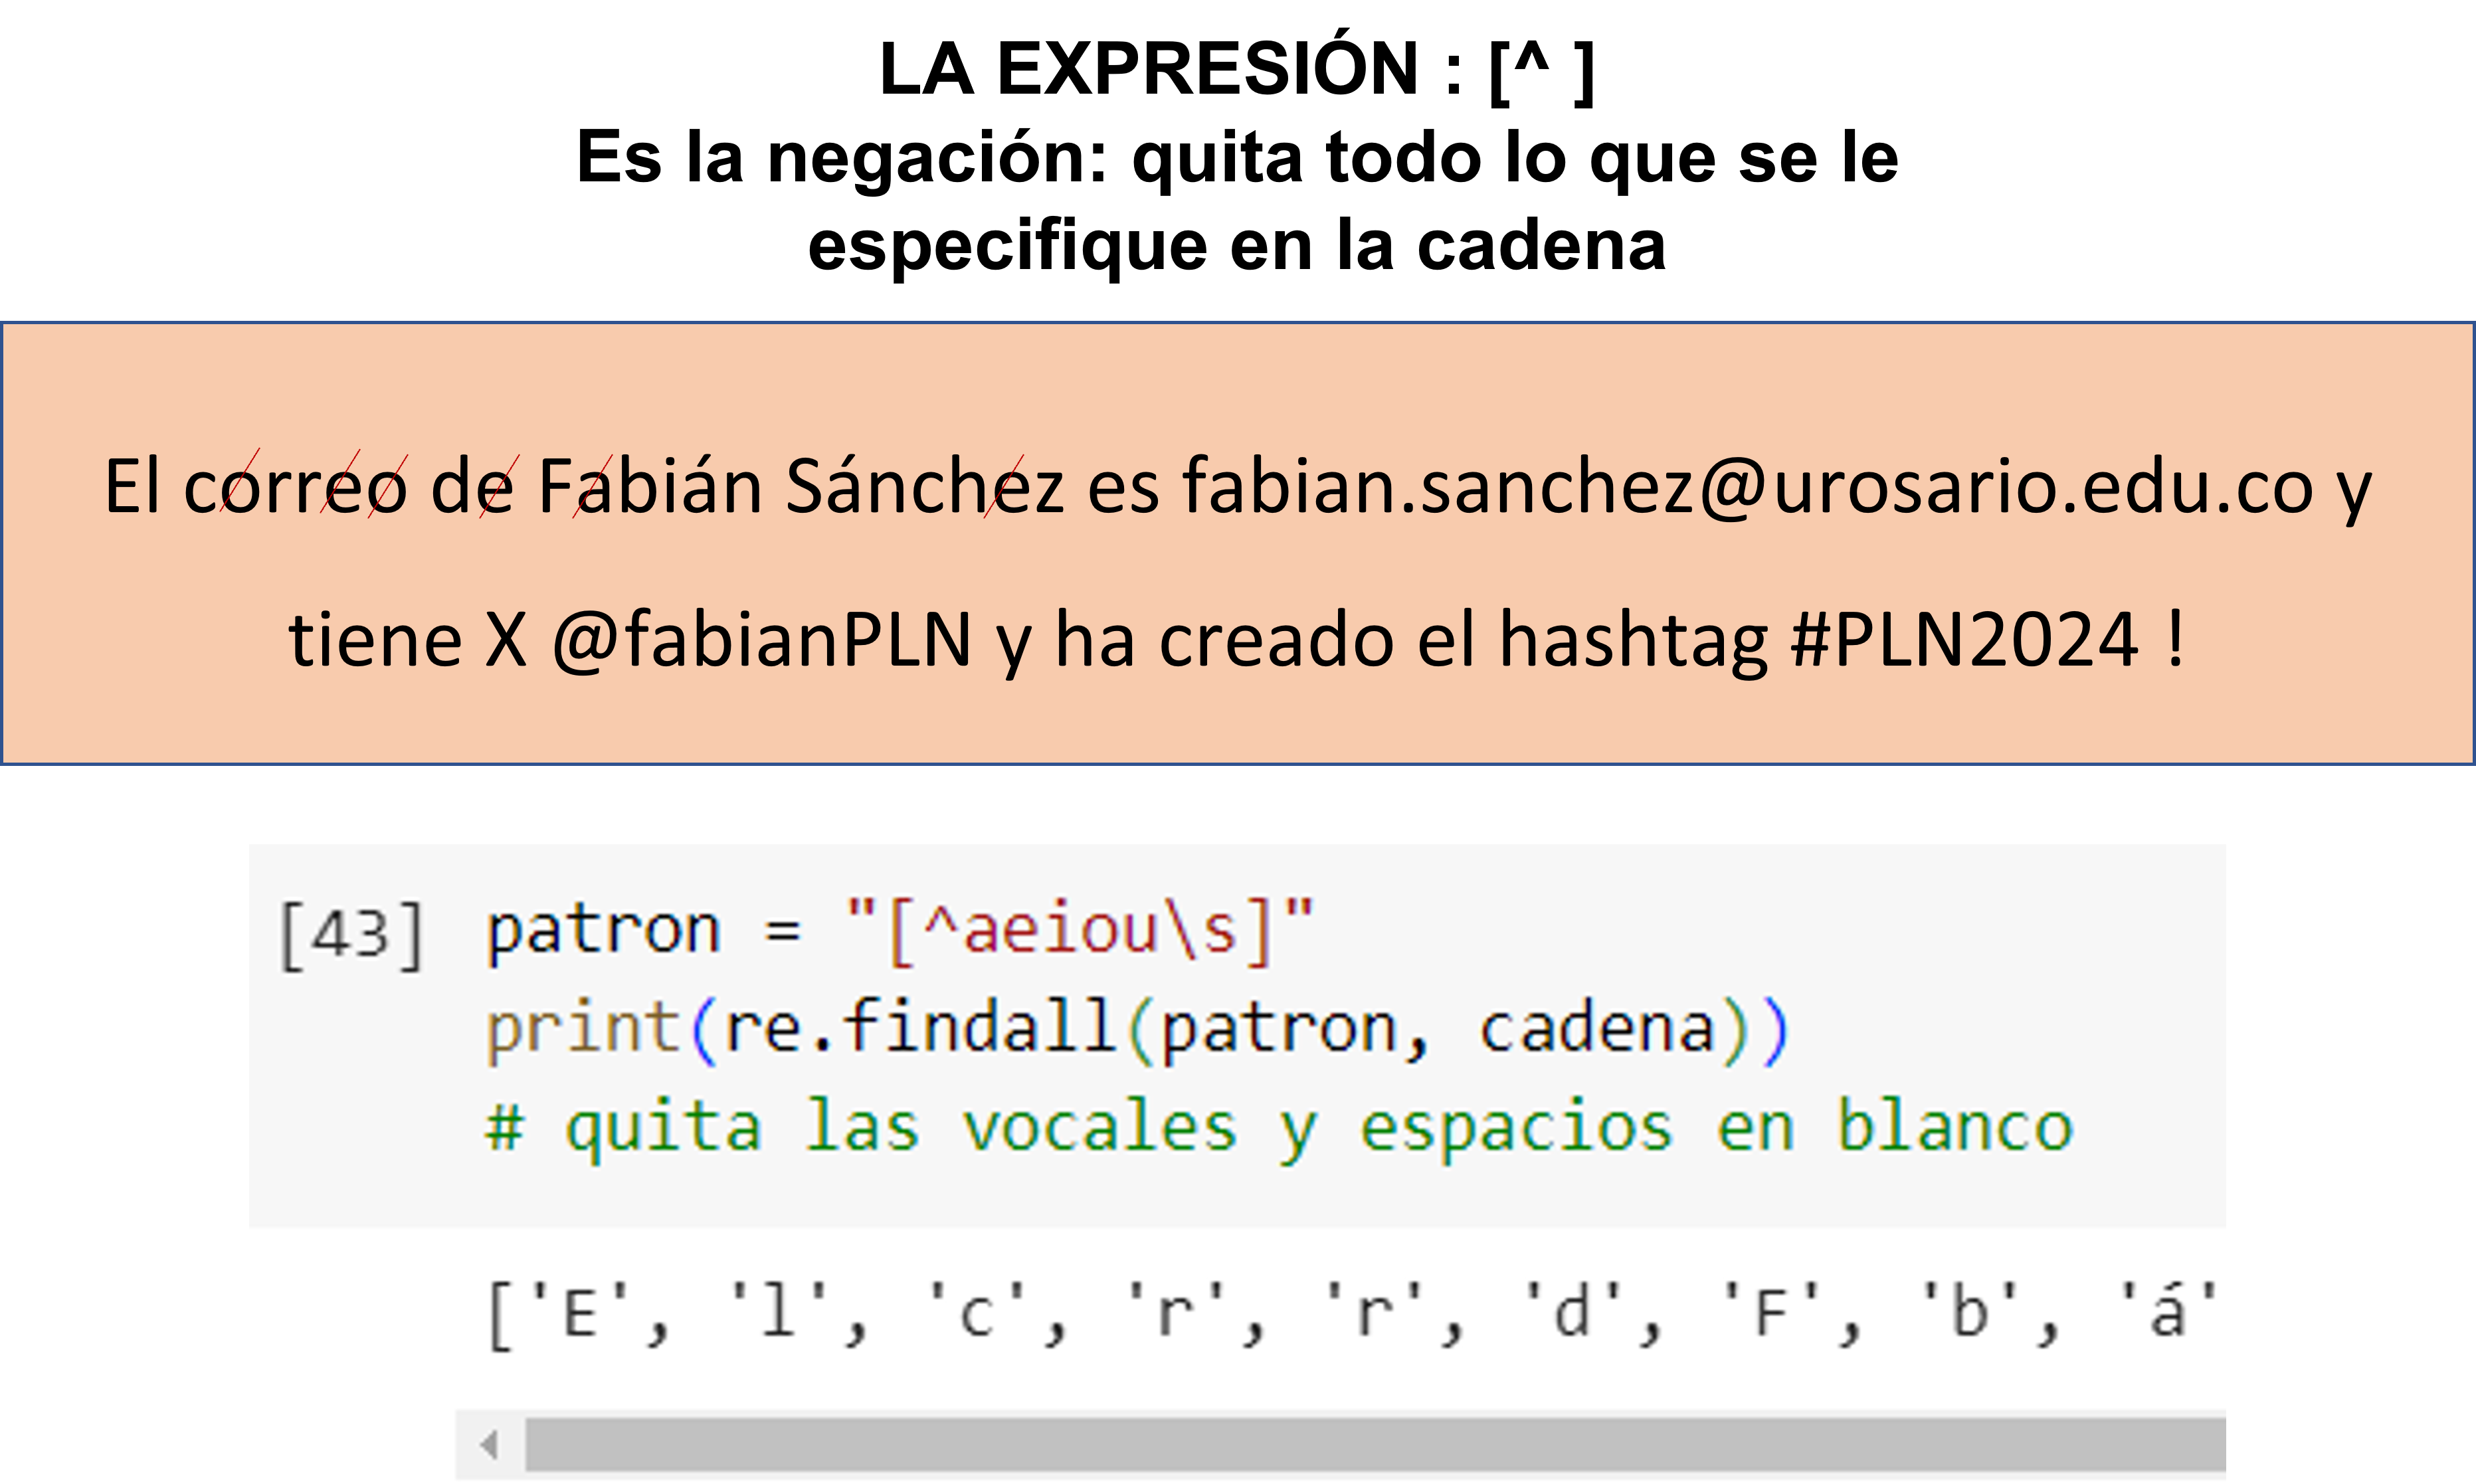 LA EXPRESIÓN : [^ ]
Es la negación: quita todo lo que se le
especifique en la cadena
El correo de Fabián Sánchez es fabian.sanchez@urosario.edu.co y
tiene X @fabianPLN y ha creado el hashtag #PLN2024 !
[43] patron = "[^aeiou\s]"
print(re.findall(patron, cadena))
# quita las vocales y espacios en blanco
['E', 'l', 'c', 'r', 'r', 'd', 'F', 'b', 'á'